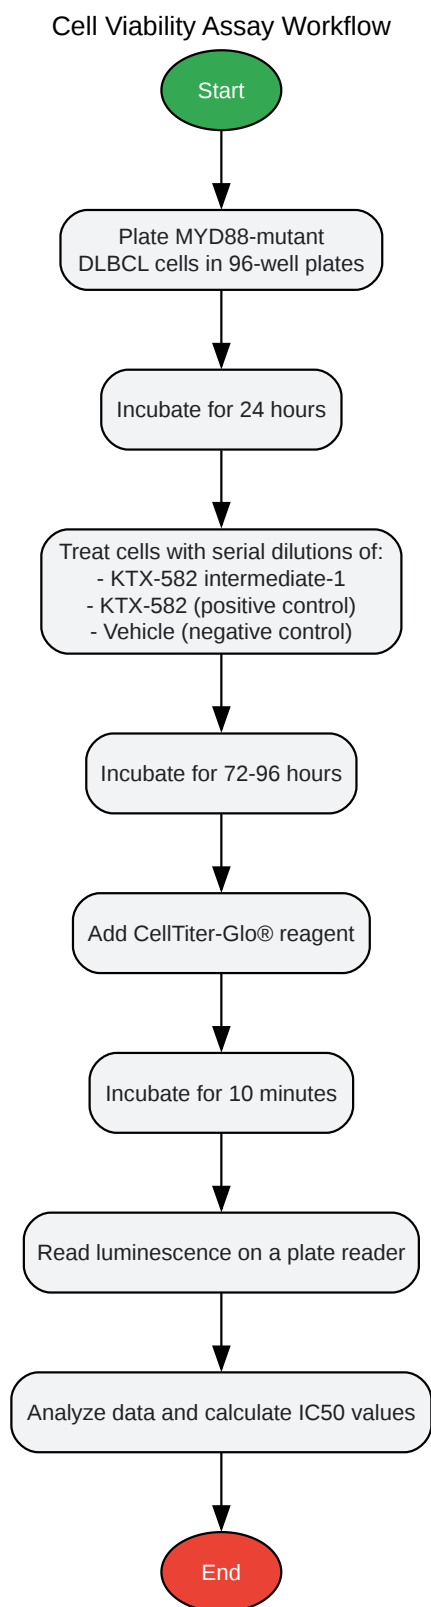 Cell Viability Assay Workflow
Start
Plate MYD88-mutant
DLBCL cells in 96-well plates
Incubate for 24 hours
Treat cells with serial dilutions of:
- KTX-582 intermediate-1
- KTX-582 (positive control)
- Vehicle (negative control)
Incubate for 72-96 hours
Add CellTiter-Glo® reagent
Incubate for 10 minutes
Read luminescence on a plate reader
Analyze data and calculate IC50 values
End